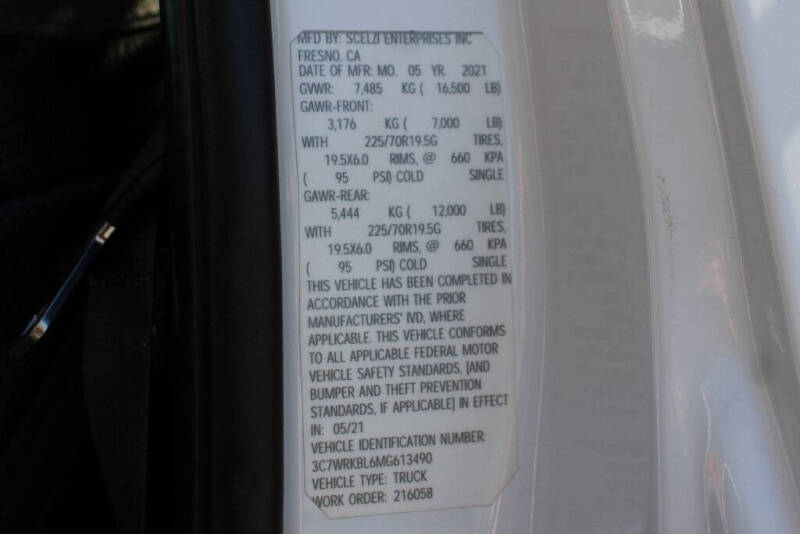 MFD BY: SCELZI ENTERPRISES INC
FRESNO, CA
DATE OF MFR: MO. 05 YR. 2021
GVWR: 7,485 KG ( 16,500 LB)
GAWR-FRONT:
3,176 KG ( 7,000 LB)
WITH 225/70R19.5G TIRES,
19.5X6.0 RIMS, @ 660 KPA
( 95 PSI) COLD SINGLE
GAWR-REAR:
5,444 KG ( 12,000 LB)
WITH 225/70R19.5G TIRES,
19.5X6.0 RIMS, @ 660 KPA
( 95 PSI) COLD SINGLE
THIS VEHICLE HAS BEEN COMPLETED IN
ACCORDANCE WITH THE PRIOR
MANUFACTURERS' IVD, WHERE
APPLICABLE. THIS VEHICLE CONFORMS
TO ALL APPLICABLE FEDERAL MOTOR
VEHICLE SAFETY STANDARDS, [AND
BUMPER AND THEFT PREVENTION
STANDARDS, IF APPLICABLE] IN EFFECT
IN: 05/21
VEHICLE IDENTIFICATION NUMBER:
3C7WRKBL6MG613490
VEHICLE TYPE: TRUCK
WORK ORDER: 216058